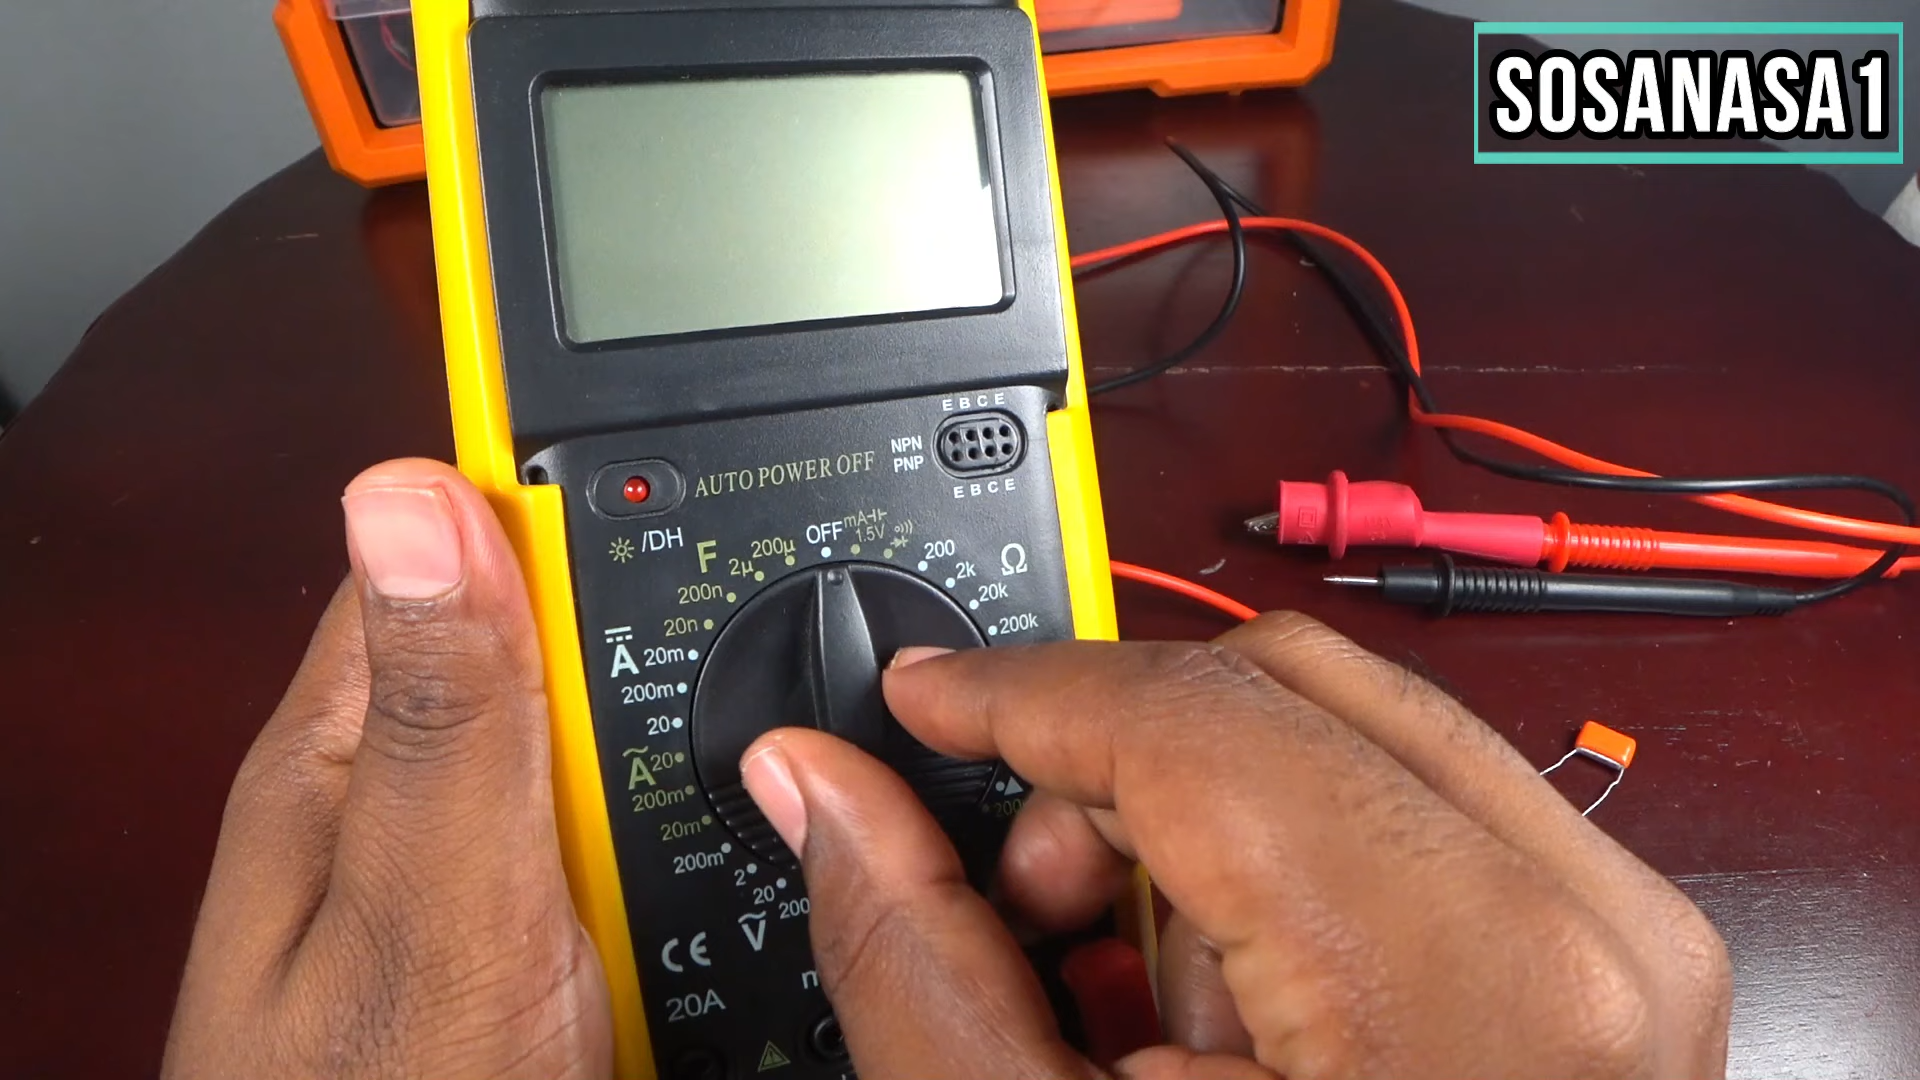 SOSANASA1
E B C E
NPN
PNP
E B C E
AUTO POWER OFF
/DH
F
2µ
200µ
OFF
mA
1.5V
200
Ω
2k
20k
200k
200n
20n
A
20m
200m
20
A
20
200m
20m
200m
2
20
200
V
CE
20A